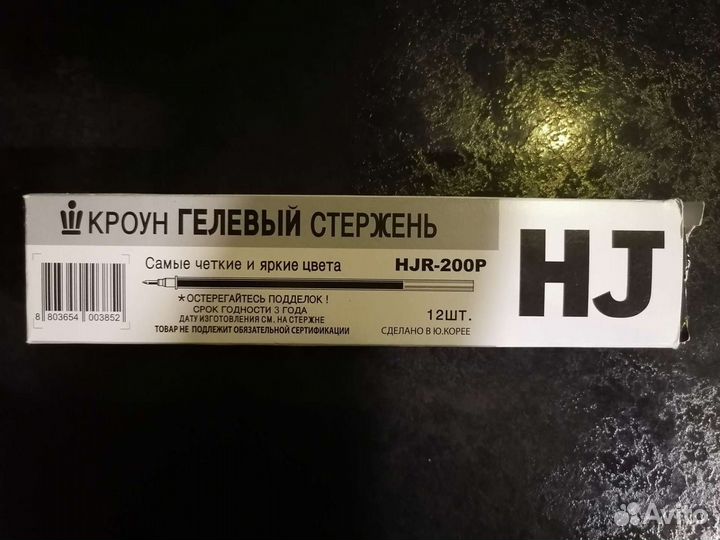 КРОУН ГЕЛЕВЫЙ СТЕРЖЕНЬ
Самые четкие и яркие цвета HJR-200P
HJ
* ОСТЕРЕГАЙТЕСЬ ПОДДЕЛОК !
СРОК ГОДНОСТИ 3 ГОДА 12ШТ.
ДАТУ ИЗГОТОВЛЕНИЯ СМ. НА СТЕРЖНЕ
ТОВАР НЕ ПОДЛЕЖИТ ОБЯЗАТЕЛЬНОЙ СЕРТИФИКАЦИИ СДЕЛАНО В Ю.КОРЕЕ
8 803654 003852
Avito